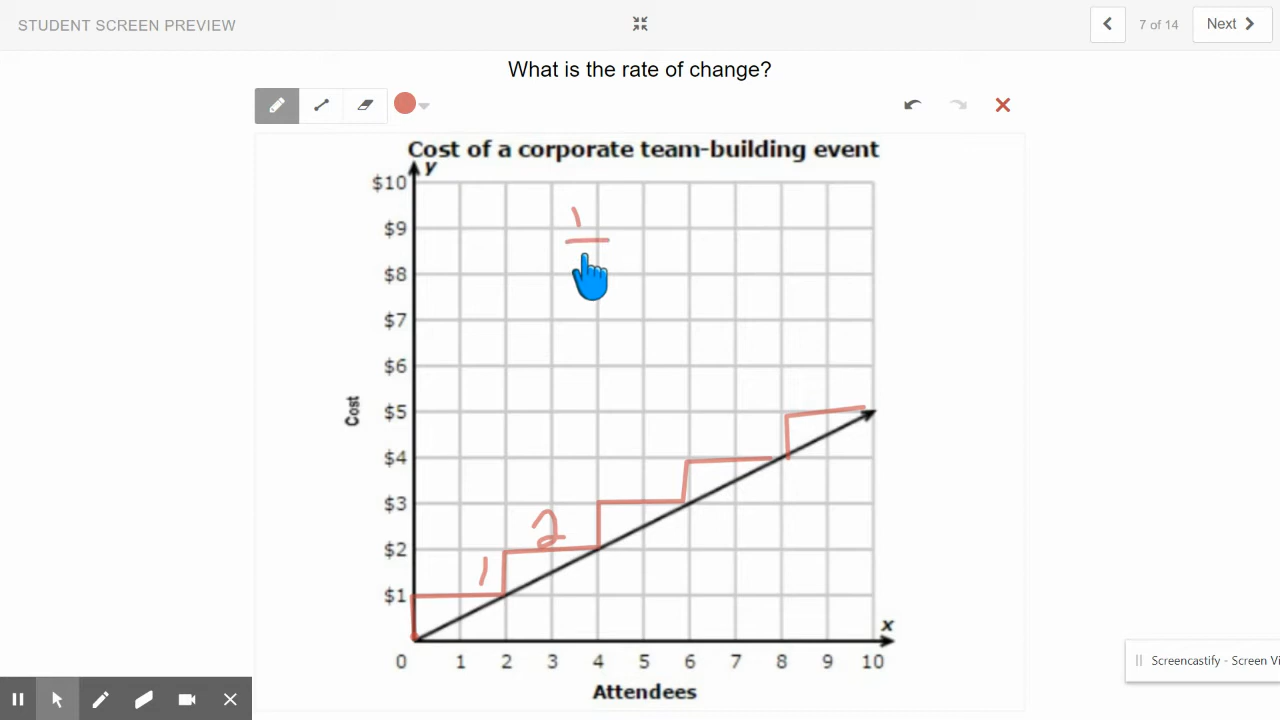 STUDENT SCREEN PREVIEW
7 of 14
Next
What is the rate of change?
Cost of a corporate team-building event
y
$10
$9
$8
$7
$6
$5
$4
$3
$2
$1
Cost
1
2
1
x
0 1 2 3 4 5 6 7 8 9 10
Attendees
Screencastify - Screen Vi